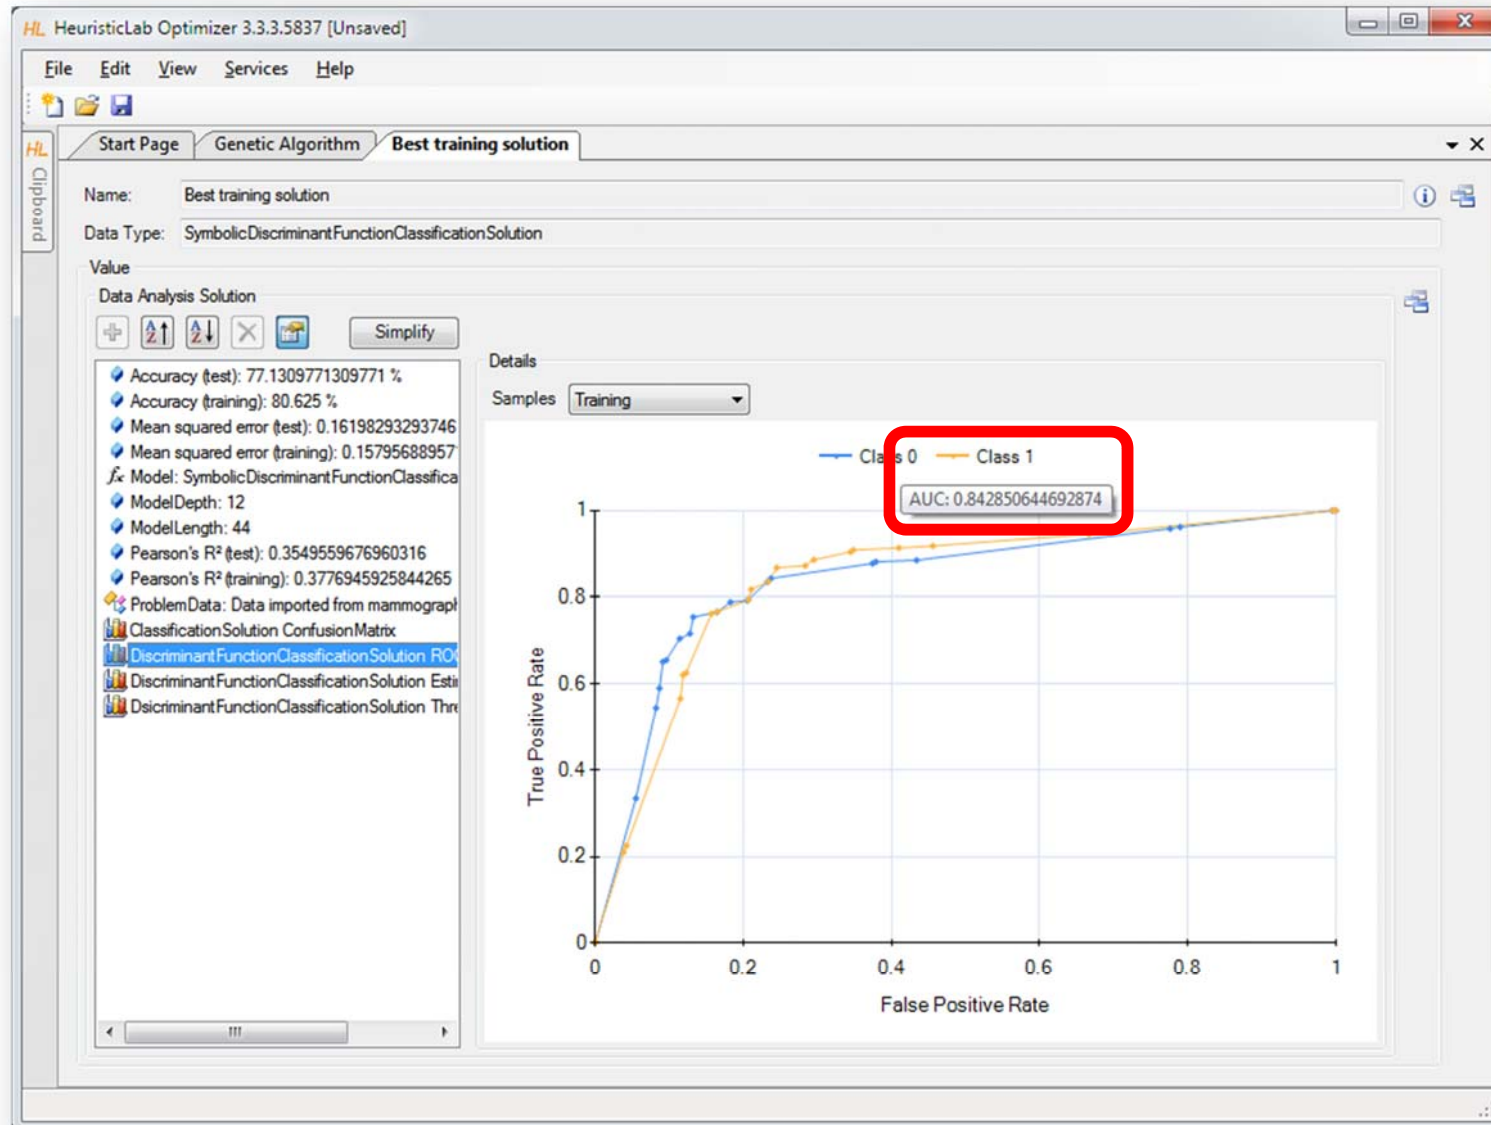 HL HeuristicLab Optimizer 3.3.3.5837 [Unsaved]
File Edit View Services Help
HL Clipboard
Start Page Genetic Algorithm Best training solution
Name: Best training solution
Data Type: SymbolicDiscriminantFunctionClassificationSolution
Value
Data Analysis Solution
Simplify
Accuracy (test): 77.1309771309771 %
Accuracy (training): 80.625 %
Mean squared error (test): 0.16198293293746
Mean squared error (training): 0.15795688957
Model: SymbolicDiscriminantFunctionClassifica
ModelDepth: 12
ModelLength: 44
Pearson's R² (test): 0.3549559676960316
Pearson's R² (training): 0.3776945925844265
ProblemData: Data imported from mammograph
ClassificationSolution ConfusionMatrix
DiscriminantFunctionClassificationSolution ROC
DiscriminantFunctionClassificationSolution Esti
DsicriminantFunctionClassificationSolution Thre
Details
Samples Training
Class 0 Class 1
AUC: 0.842850644692874
True Positive Rate
1
0.8
0.6
0.4
0.2
0
0 0.2 0.4 0.6 0.8 1
False Positive Rate